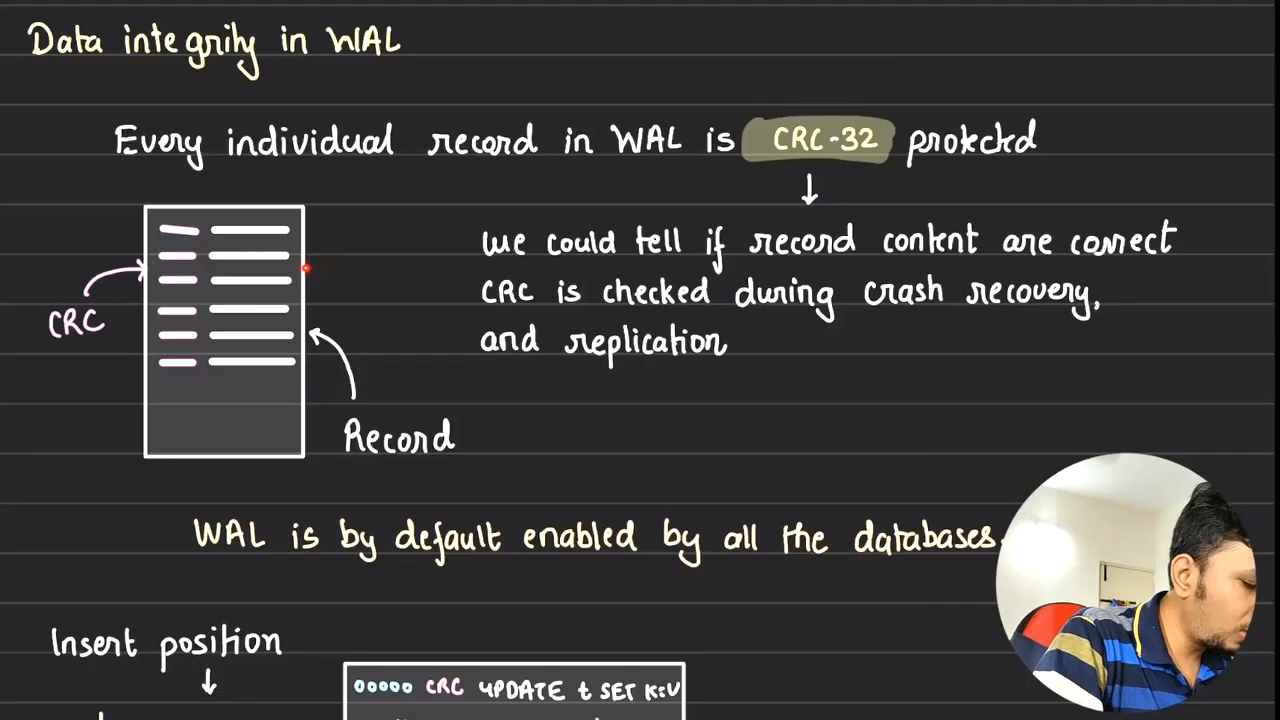 Data integrity in WAL
Every individual record in WAL is CRC-32 protected
We could tell if record content are correct
CRC is checked during crash recovery,
and replication
CRC
Record
WAL is by default enabled by all the databases.
Insert position
00000 CRC UPDATE t SET K=V